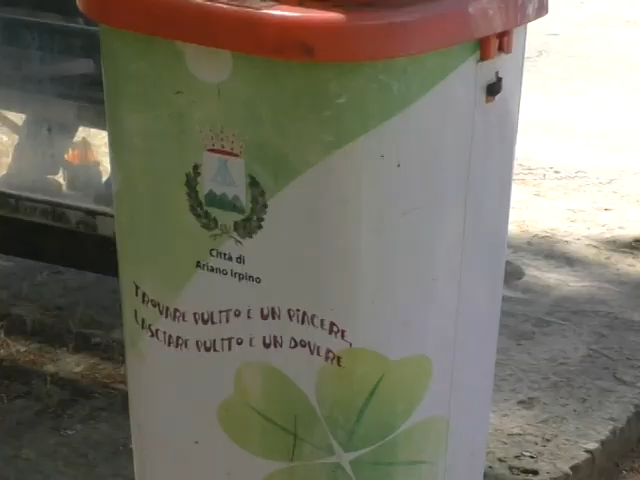 Città di
Ariano Irpino
TROVARE PULITO È UN PIACERE,
LASCIARE PULITO È UN DOVERE